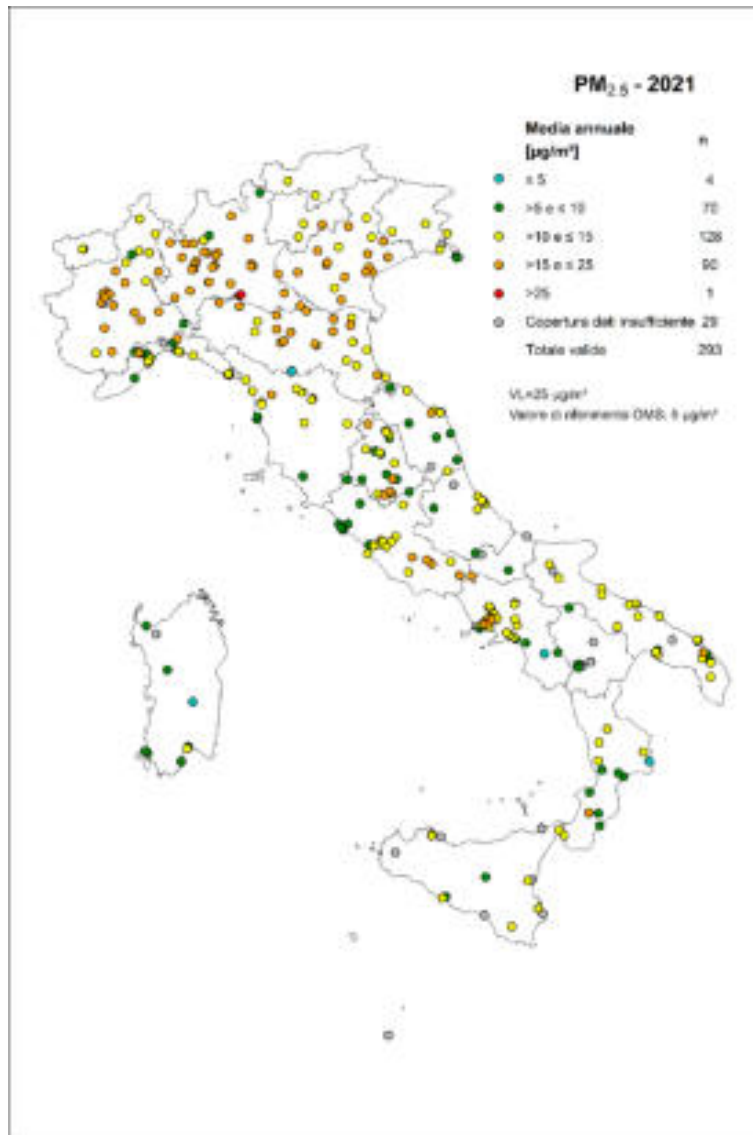 PM2.5 - 2021
Media annuale [µg/m³] n
≤ 5 4
>5 e ≤ 10 70
>10 e ≤ 15 128
>15 e ≤ 25 90
>25 1
Copertura dati insufficiente 29
Totale valide 293
VL=25 µg/m³
Valore di riferimento OMS: 5 µg/m³